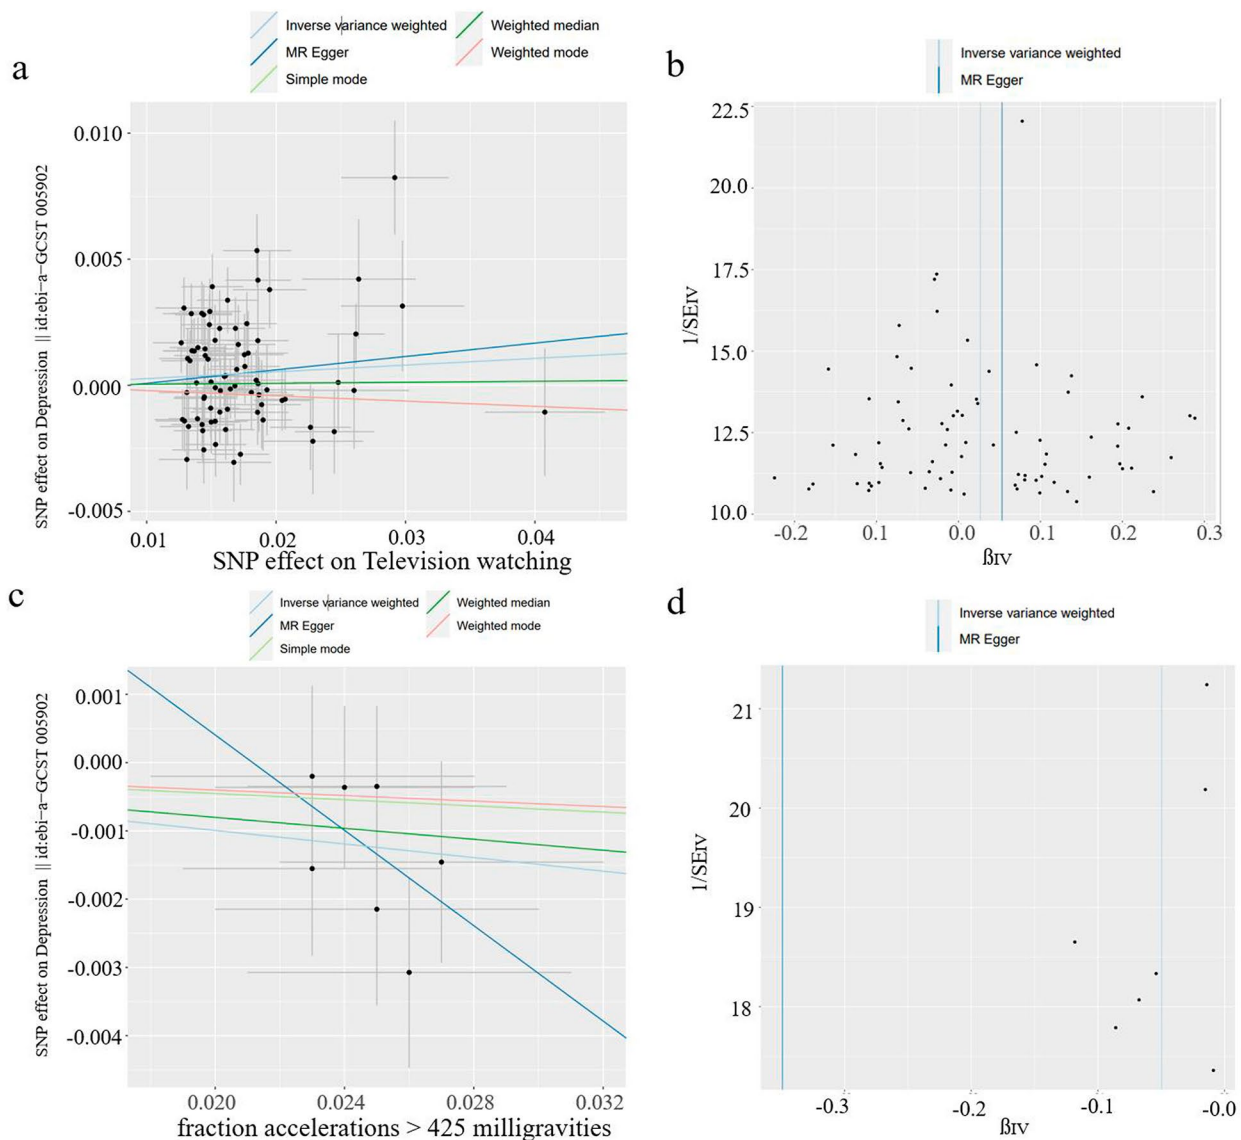 a
Inverse variance weighted
Weighted median
MR Egger
Weighted mode
Simple mode
SNP effect on Depression || id:ebi-a-GCST 005902
0.010
0.005
0.000
-0.005
0.01
0.02
0.03
0.04
SNP effect on Television watching
b
Inverse variance weighted
MR Egger
1/SEIV
22.5
20.0
17.5
15.0
12.5
10.0
-0.2
0.1
0.0
0.1
0.2
0.3
ßIV
c
Inverse variance weighted
Weighted median
MR Egger
Weighted mode
Simple mode
SNP effect on Depression || id:ebi-a-GCST 005902
0.001
0.000
-0.001
-0.002
-0.003
-0.004
0.020
0.024
0.028
0.032
fraction accelerations > 425 milligravities
d
Inverse variance weighted
MR Egger
1/SEIV
21
20
19
18
-0.3
-0.2
-0.1
-0.0
ßIV